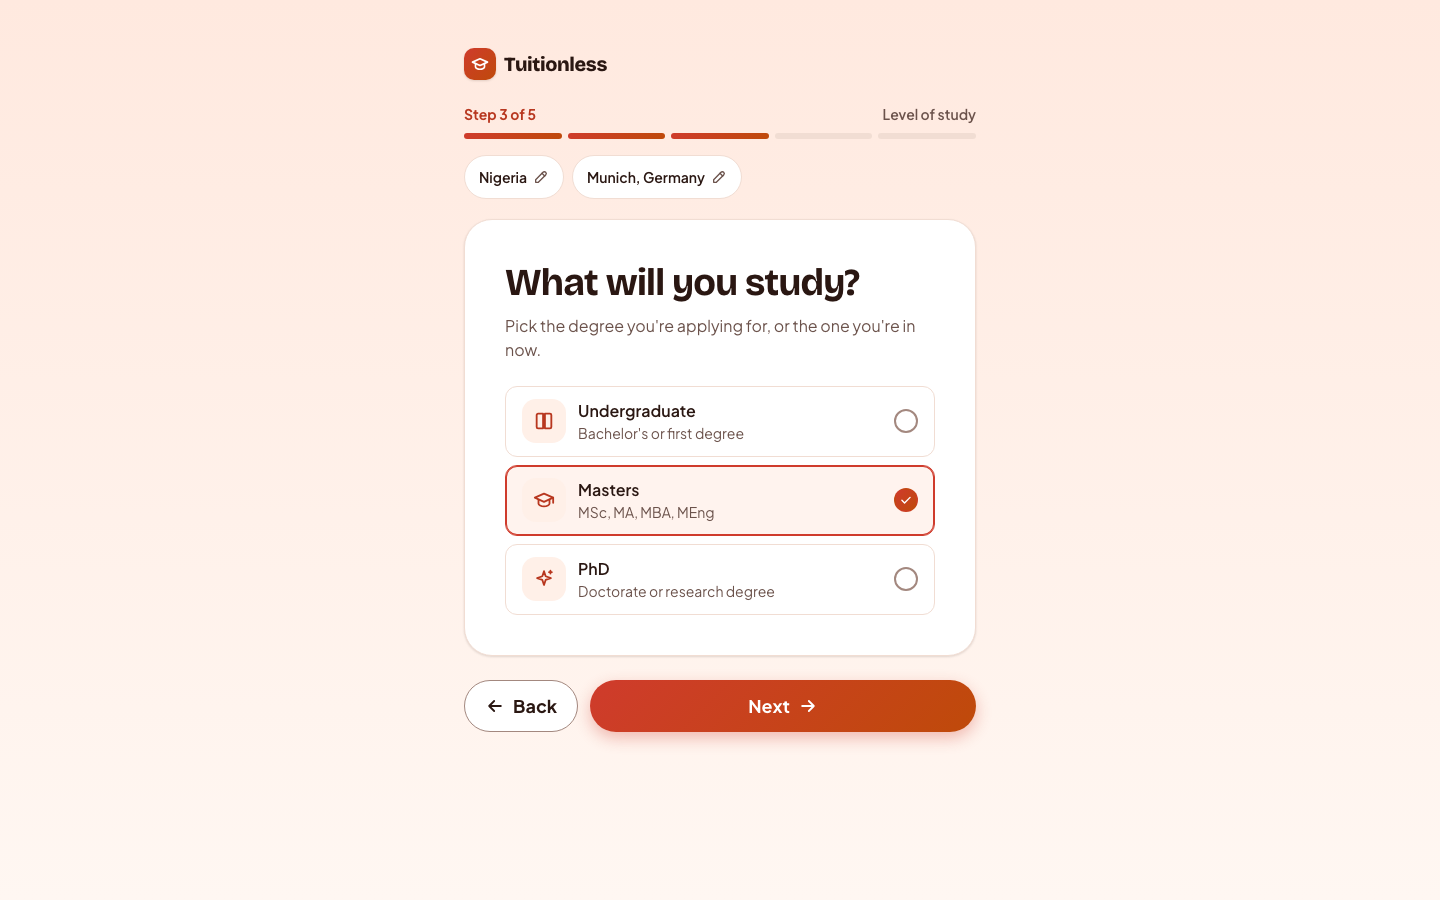 Tuitionless
Step 3 of 5
Level of study
Nigeria
Munich, Germany
What will you study?
Pick the degree you're applying for, or the one you're in
now.
Undergraduate
Bachelor's or first degree
Masters
MSc, MA, MBA, MEng
PhD
Doctorate or research degree
Back
Next